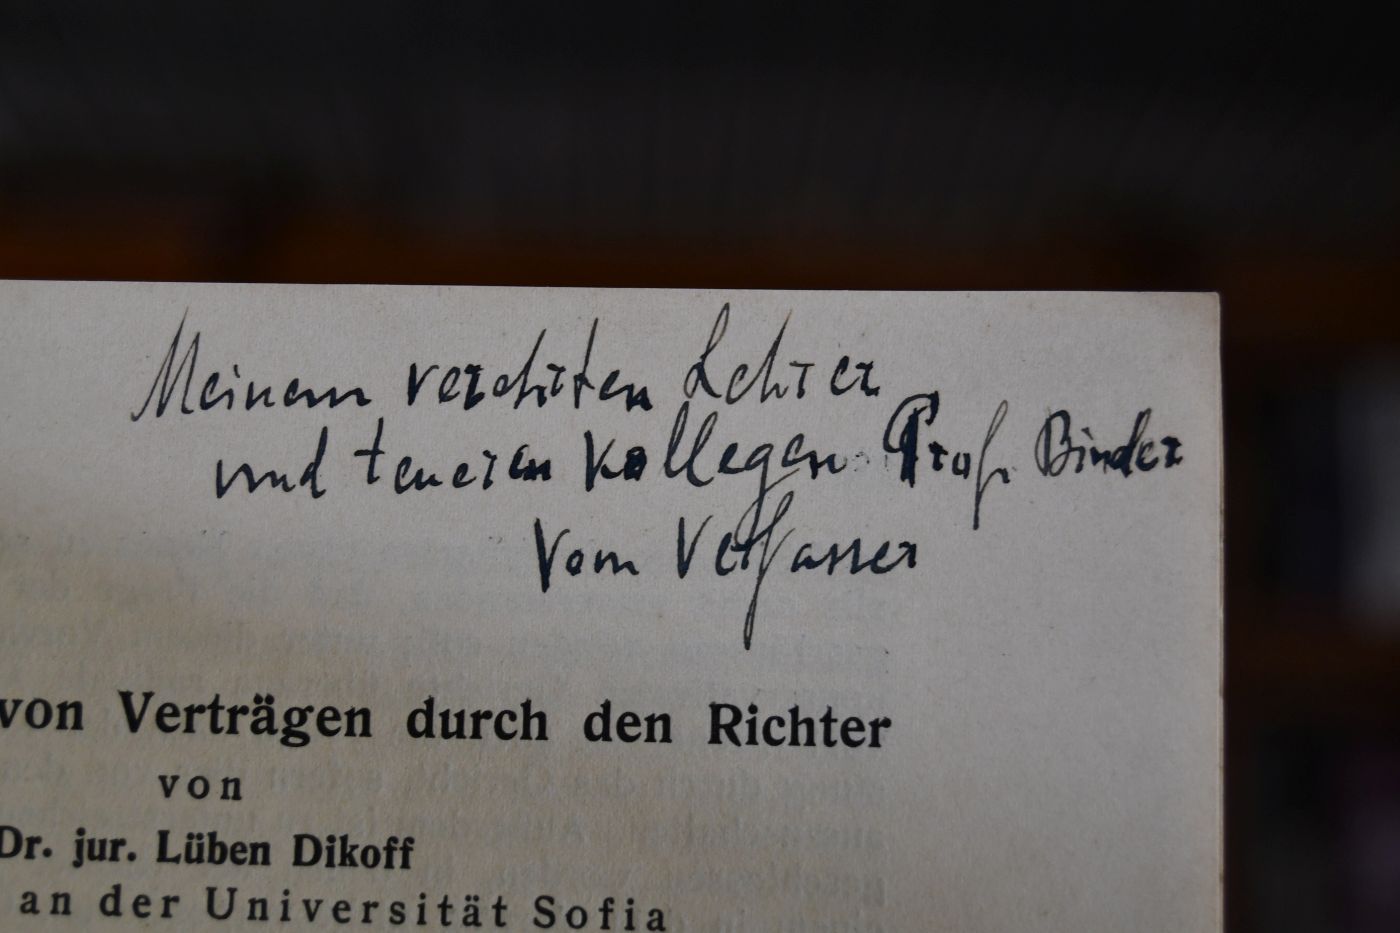 Meinem verehrten Lehrer
und teueren Kollegen Prof. Binder
Vom Verfasser
von Verträgen durch den Richter
von
Dr. jur. Lüben Dikoff
an der Universität Sofia